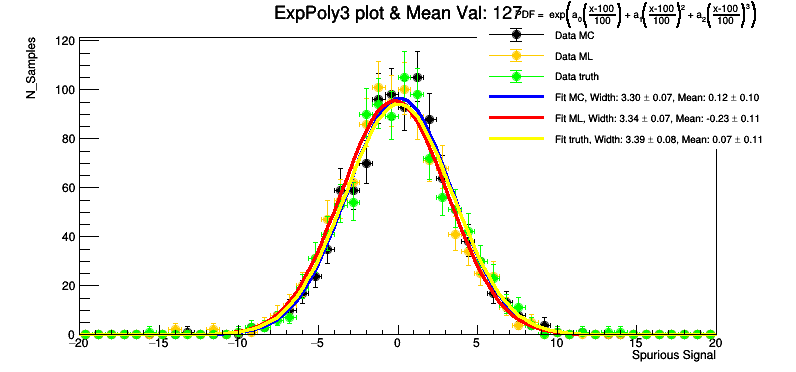 ExpPoly3 plot & Mean Val: 127
PDF = exp(a₀(x-100/100) + a₁(x-100/100)² + a₂(x-100/100)³)
Data MC
Data ML
Data truth
Fit MC, Width: 3.30 ± 0.07, Mean: 0.12 ± 0.10
Fit ML, Width: 3.34 ± 0.07, Mean: -0.23 ± 0.11
Fit truth, Width: 3.39 ± 0.08, Mean: 0.07 ± 0.11
N_Samples
120
100
80
60
40
20
0
−20 −15 −10 −5 0 5 10 15 20
Spurious Signal